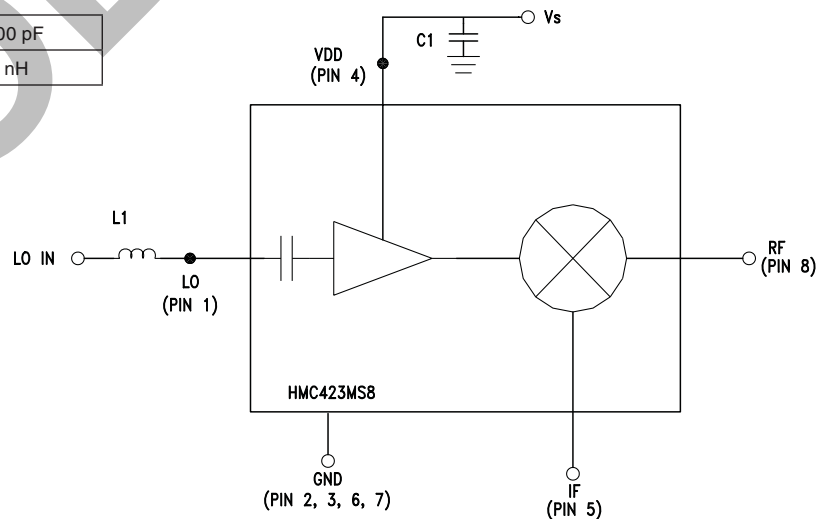 00 pF
nH
Vs
C1
VDD
(PIN 4)
L1
LO IN
LO
(PIN 1)
RF
(PIN 8)
HMC423MS8
GND
(PIN 2, 3, 6, 7)
IF
(PIN 5)